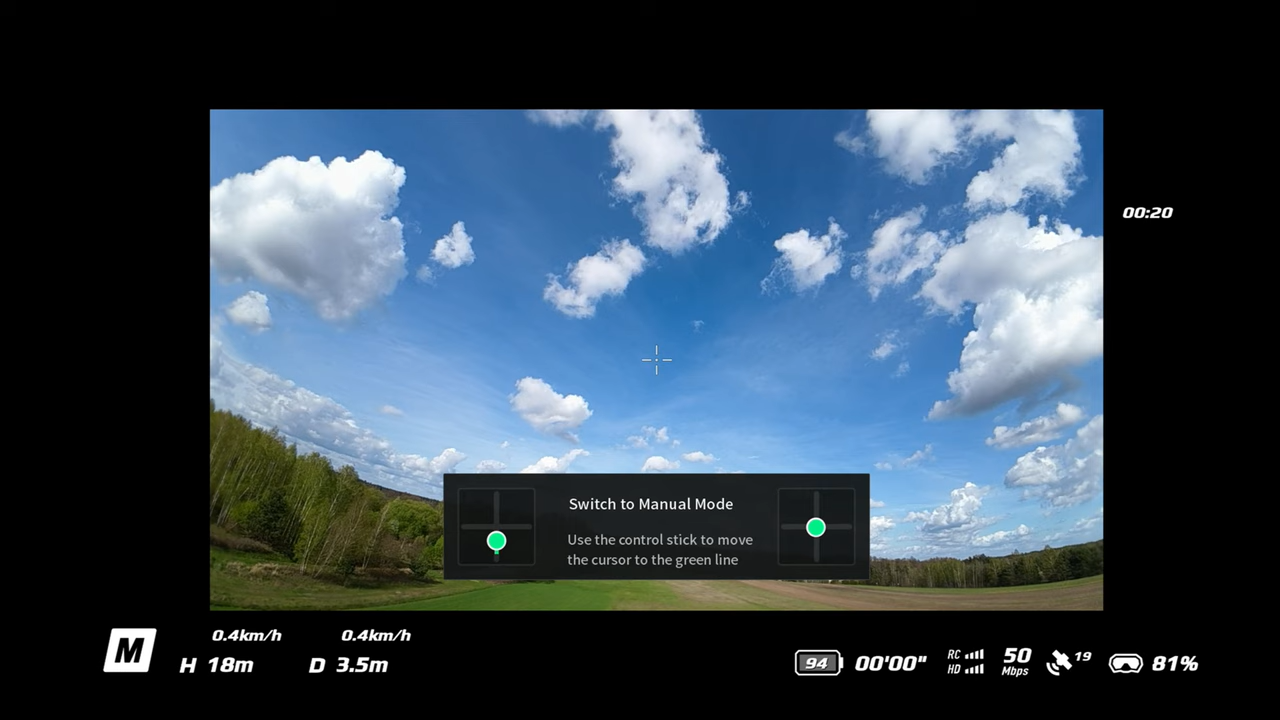 00:20
Switch to Manual Mode
Use the control stick to move
the cursor to the green line
M
0.4km/h 0.4km/h
H 18m D 3.5m
94 00'00"
RC
HD
50
Mbps
19
81%